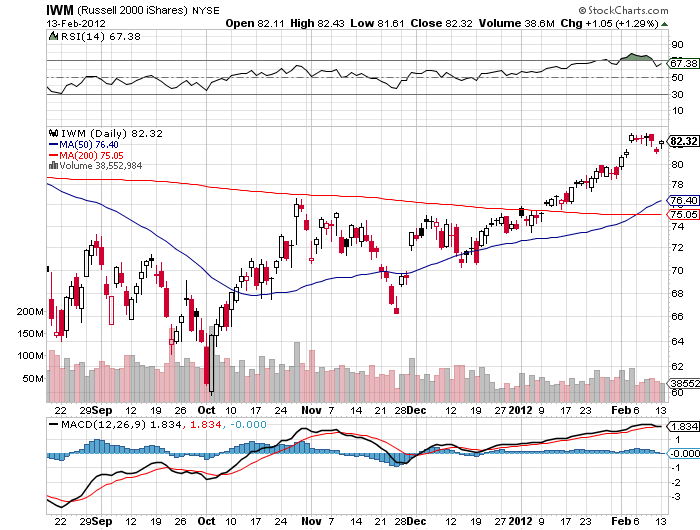 IWM (Russell 2000 iShares) NYSE © StockCharts.com
13-Feb-2012 Open 82.11 High 82.43 Low 81.61 Close 82.32 Volume 38.6M Chg +1.05 (+1.29%)
RSI(14) 67.38
90
70
67.38
50
30
10
IWM (Daily) 82.32
MA(50) 76.40
MA(200) 75.05
Volume 38,552,984
82.32
80
78
76.40
75.05
74
72
70
68
66
64
62
60
200M
150M
100M
50M
38552
22 Sep 12 19 26 Oct 10 17 24 Nov 7 14 21 28 Dec 12 19 27 2012 9 17 23 Feb 6 13
MACD(12,26,9) 1.834, 1.834, -0.000
1.834
1
-0.000
-1
-2
-3
22 Sep 12 19 26 Oct 10 17 24 Nov 7 14 21 28 Dec 12 19 27 2012 9 17 23 Feb 6 13